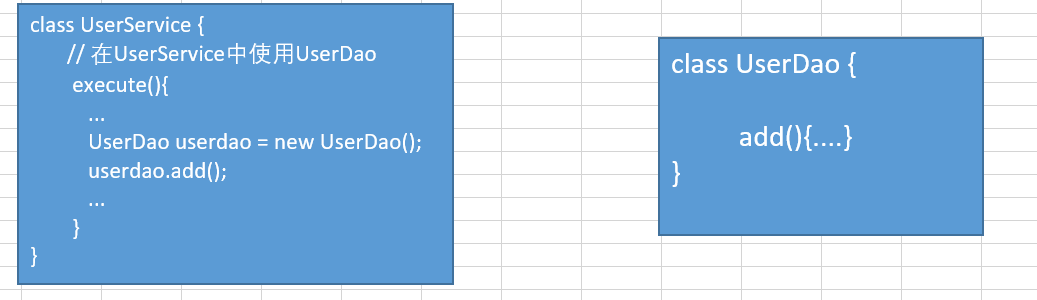 class UserService {
// 在UserService中使用UserDao
execute(){
...
UserDao userdao = new UserDao();
userdao.add();
...
}
}
class UserDao {
add(){....}
}